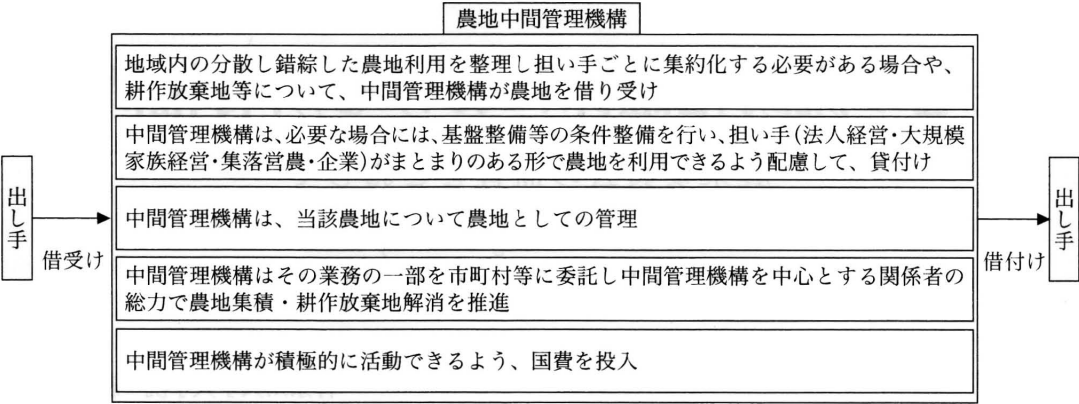 農地中間管理機構
地域内の分散し錯綜した農地利用を整理し担い手ごとに集約化する必要がある場合や、
耕作放棄地等について、中間管理機構が農地を借り受け
中間管理機構は、必要な場合には、基盤整備等の条件整備を行い、担い手(法人経営・大規模
家族経営・集落営農・企業)がまとまりのある形で農地を利用できるよう配慮して、貸付け
出し手
借受け
中間管理機構は、当該農地について農地としての管理
出し手
借付け
中間管理機構はその業務の一部を市町村等に委託し中間管理機構を中心とする関係者の
総力で農地集積・耕作放棄地解消を推進
中間管理機構が積極的に活動できるよう、国費を投入